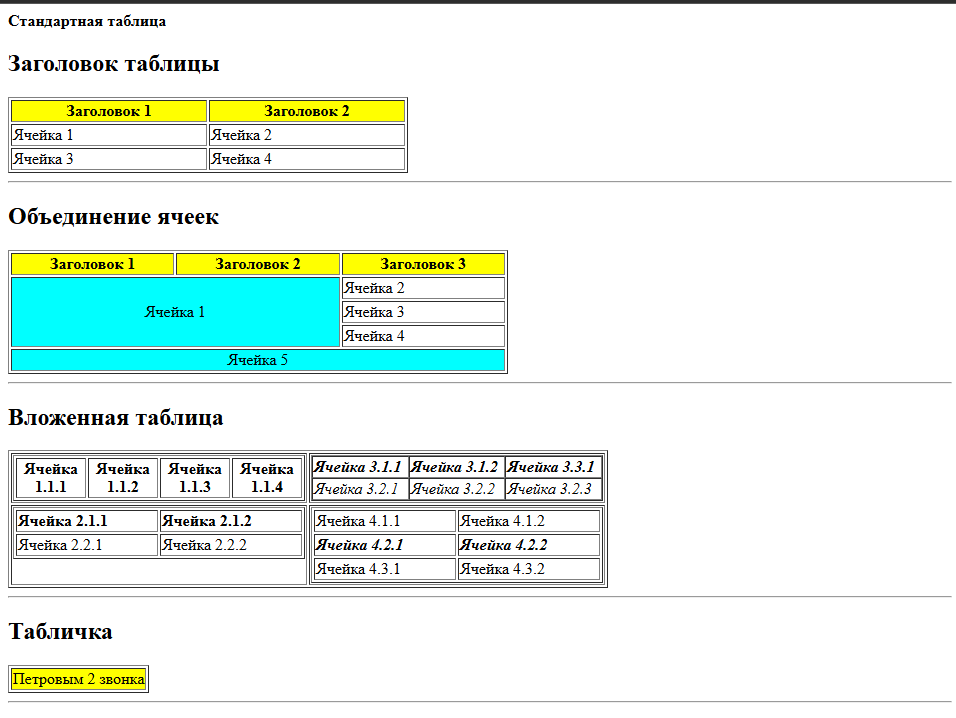 Стандартная таблица
Заголовок таблицы
Заголовок 1 Заголовок 2
Ячейка 1 Ячейка 2
Ячейка 3 Ячейка 4
Объединение ячеек
Заголовок 1 Заголовок 2 Заголовок 3
Ячейка 1
Ячейка 2
Ячейка 3
Ячейка 4
Ячейка 5
Вложенная таблица
Ячейка Ячейка Ячейка Ячейка
1.1.1 1.1.2 1.1.3 1.1.4
Ячейка 3.1.1 Ячейка 3.1.2 Ячейка 3.3.1
Ячейка 3.2.1 Ячейка 3.2.2 Ячейка 3.2.3
Ячейка 2.1.1 Ячейка 2.1.2
Ячейка 2.2.1 Ячейка 2.2.2
Ячейка 4.1.1 Ячейка 4.1.2
Ячейка 4.2.1 Ячейка 4.2.2
Ячейка 4.3.1 Ячейка 4.3.2
Табличка
Петровым 2 звонка